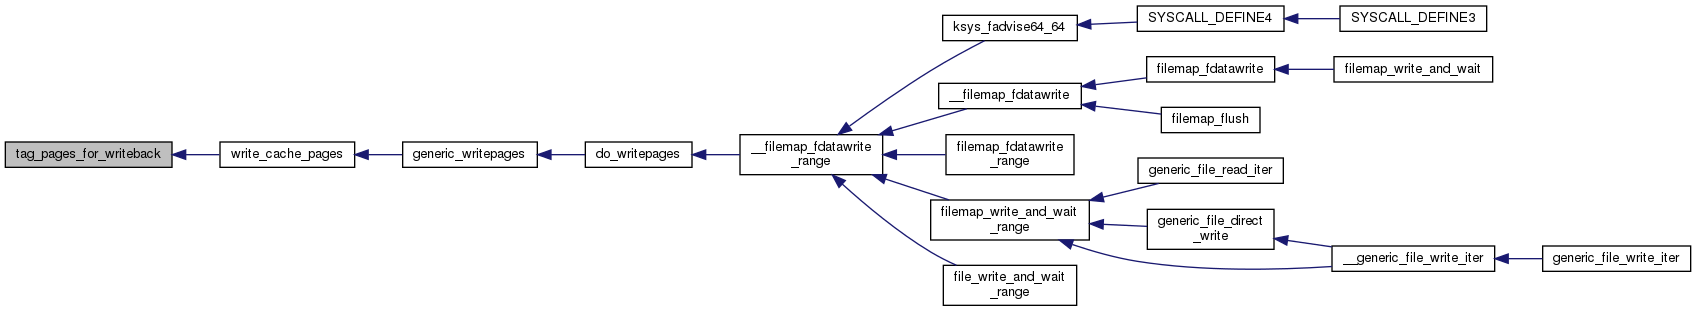 tag_pages_for_writeback
write_cache_pages
generic_writepages
do_writepages
__filemap_fdatawrite
_range
ksys_fadvise64_64
SYSCALL_DEFINE4
SYSCALL_DEFINE3
__filemap_fdatawrite
filemap_fdatawrite
filemap_write_and_wait
filemap_flush
filemap_fdatawrite
_range
filemap_write_and_wait
_range
generic_file_read_iter
generic_file_direct
_write
__generic_file_write_iter
generic_file_write_iter
file_write_and_wait
_range